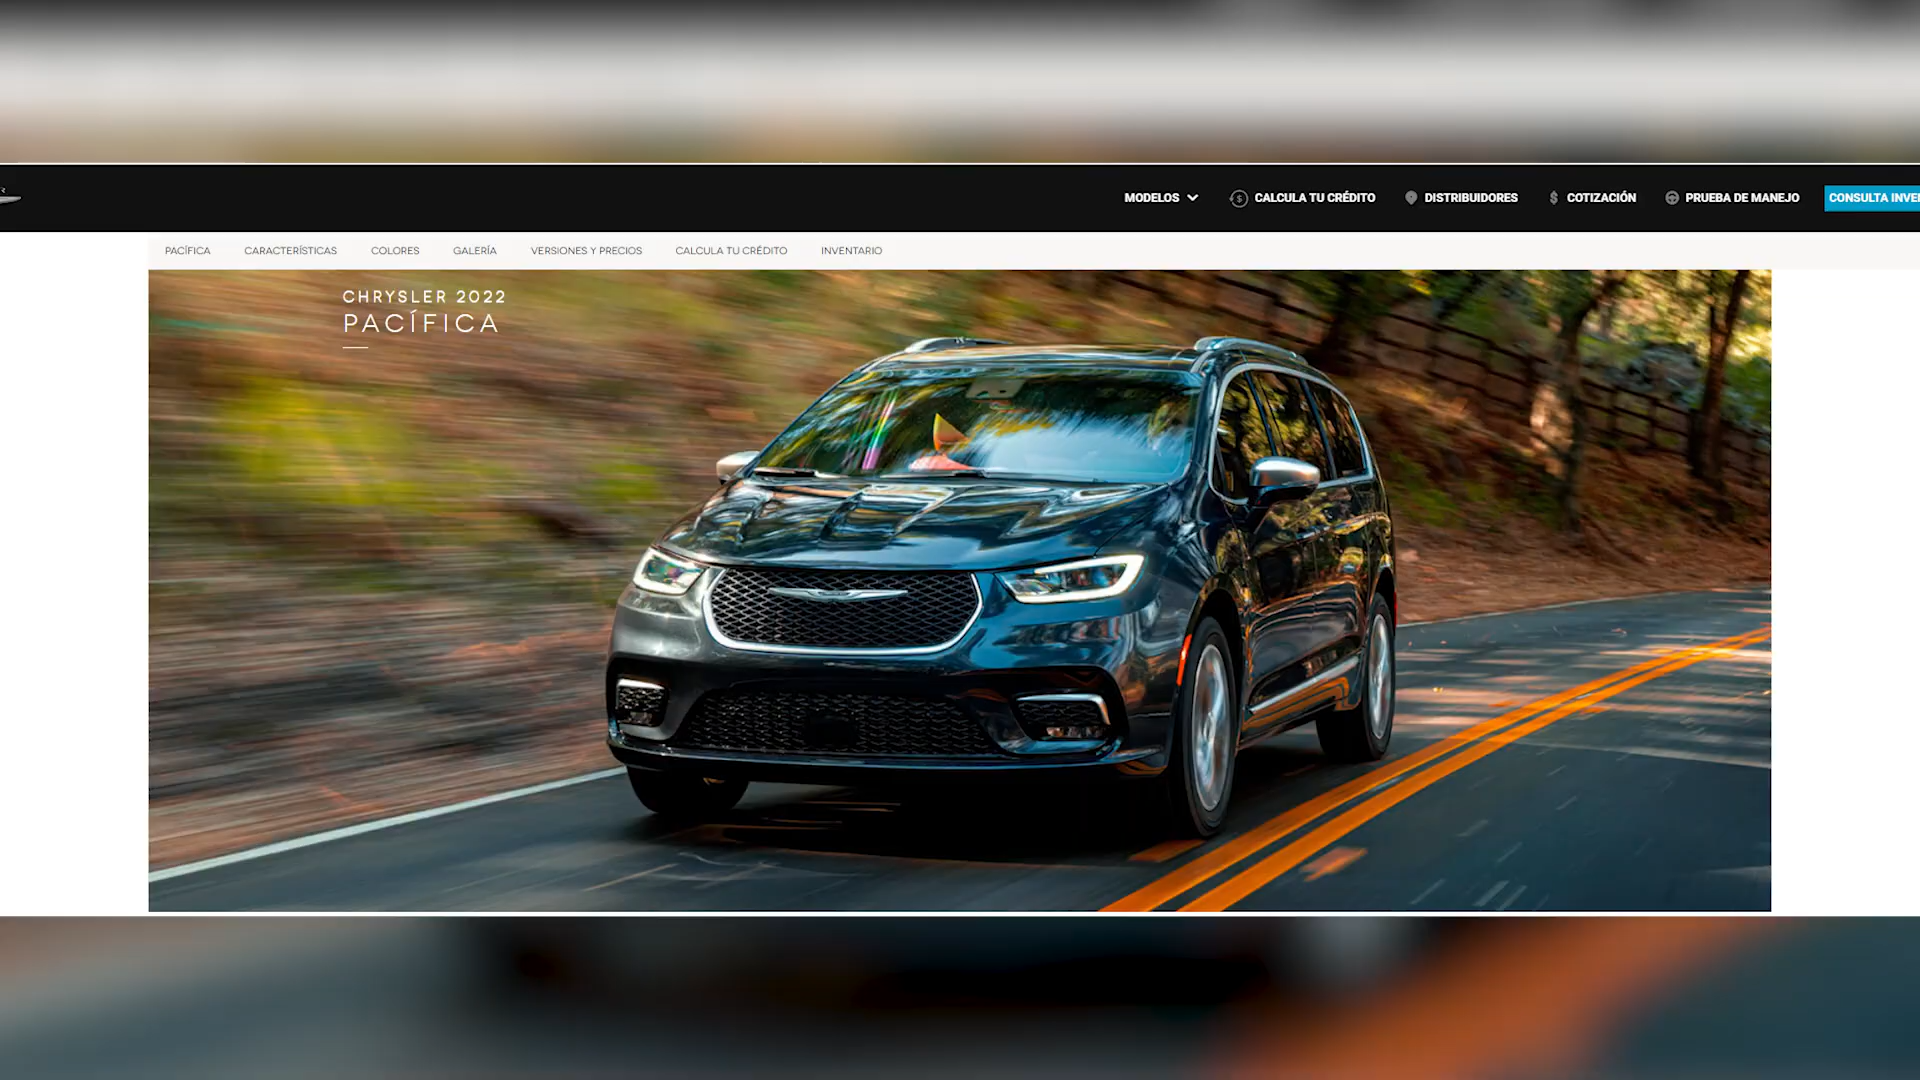 MODELOS
CALCULA TU CRÉDITO
DISTRIBUIDORES
COTIZACIÓN
PRUEBA DE MANEJO
CONSULTA
PACÍFICA
CARACTERÍSTICAS
COLORES
GALERÍA
VERSIONES Y PRECIOS
CALCULA TU CRÉDITO
INVENTARIO
CHRYSLER 2022
PACÍFICA